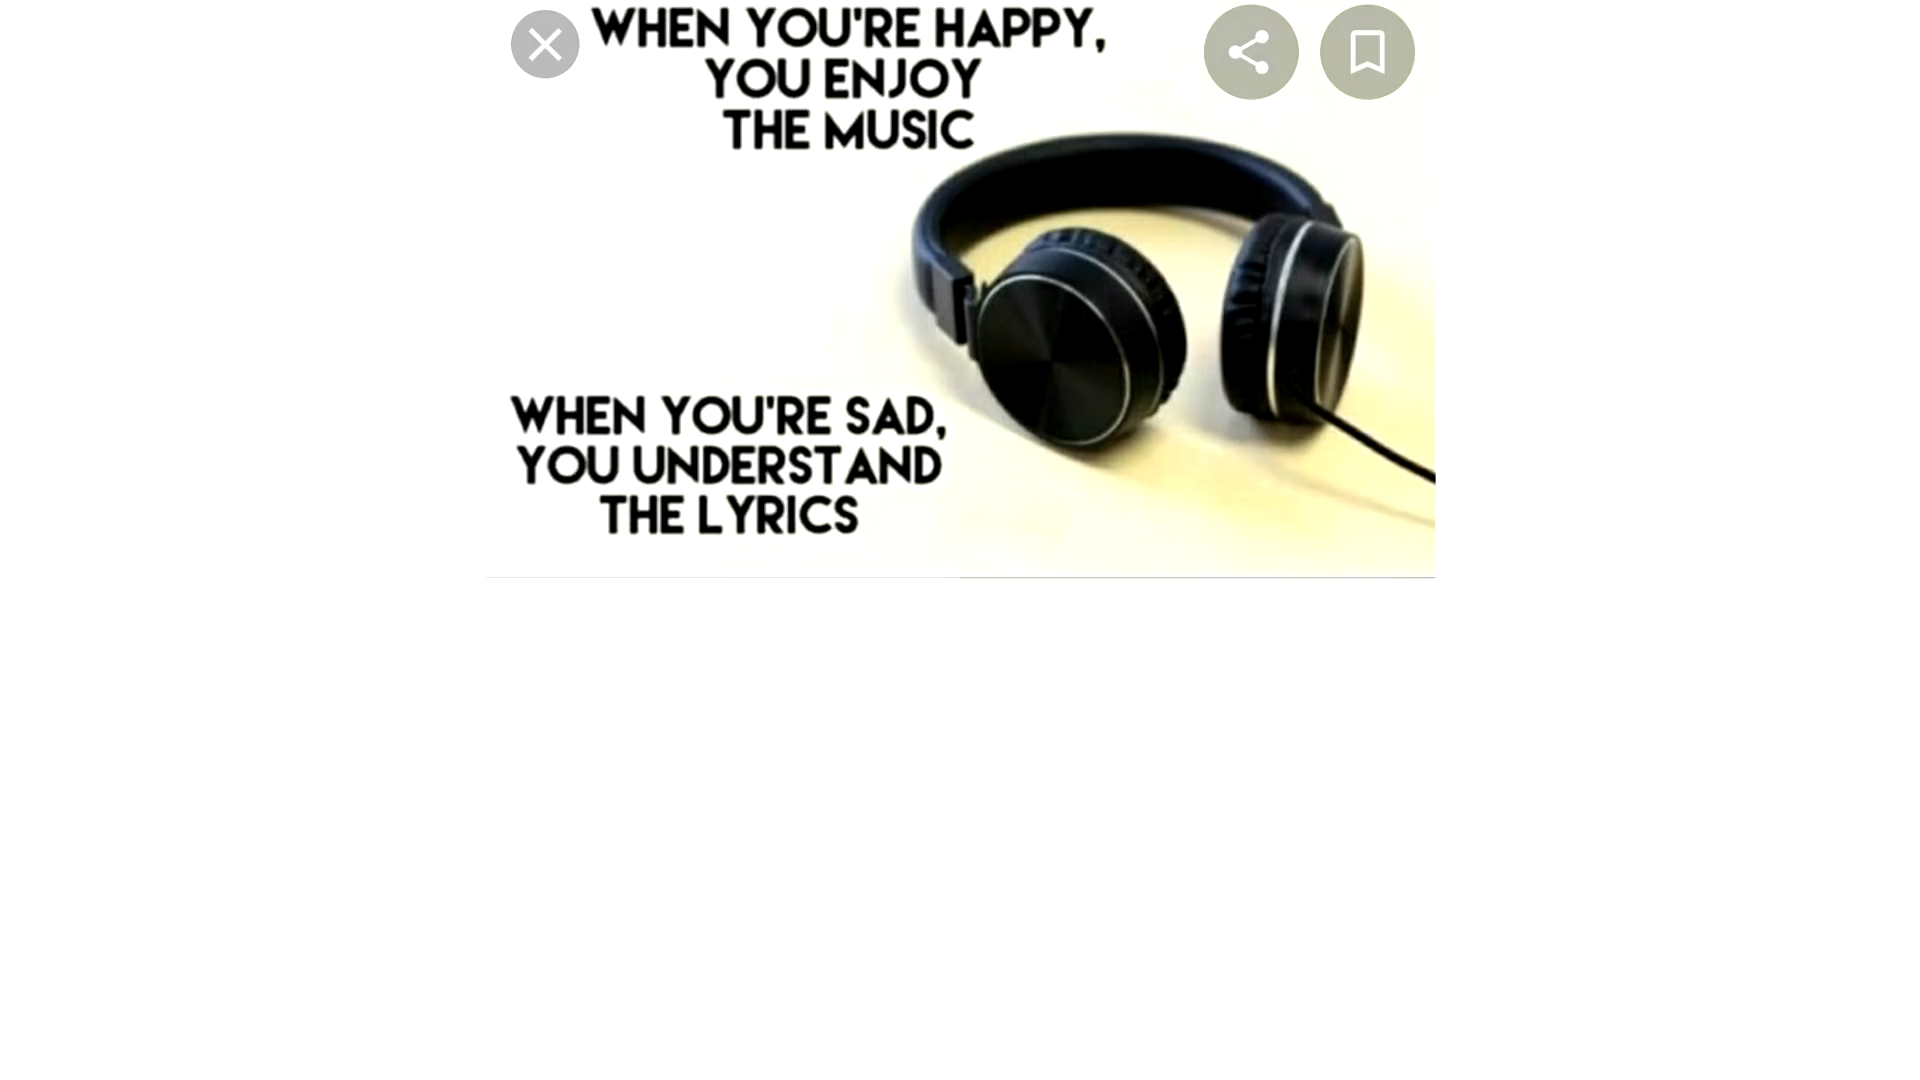 WHEN YOU'RE HAPPY,
YOU ENJOY
THE MUSIC
WHEN YOU'RE SAD,
YOU UNDERSTAND
THE LYRICS